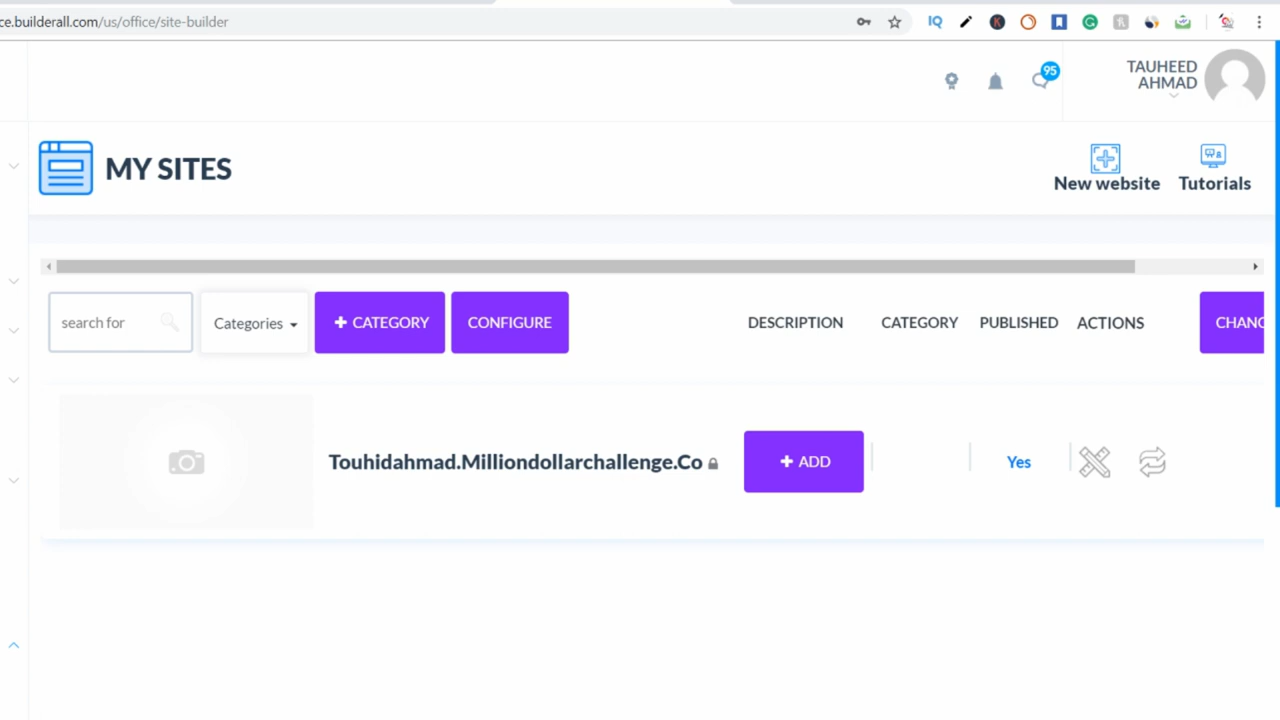 ce.builderall.com/us/office/site-builder
IQ
95
TAUHEED
AHMAD
MY SITES
New website
Tutorials
search for
Categories
+ CATEGORY
CONFIGURE
DESCRIPTION
CATEGORY
PUBLISHED
ACTIONS
CHANG
Touhidahmad.Milliondollarchallenge.Co
+ ADD
Yes